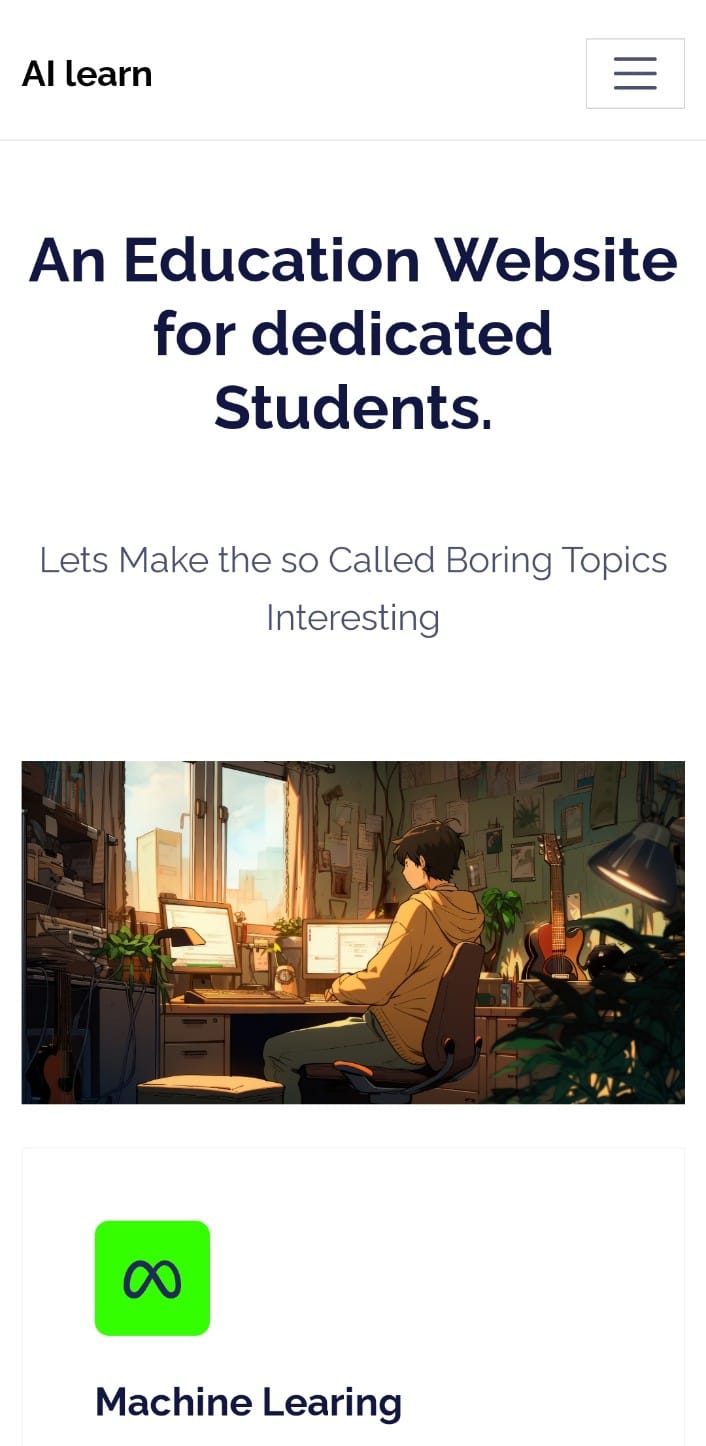 AI learn
An Education Website
for dedicated
Students.
Lets Make the so Called Boring Topics
Interesting
Machine Learing